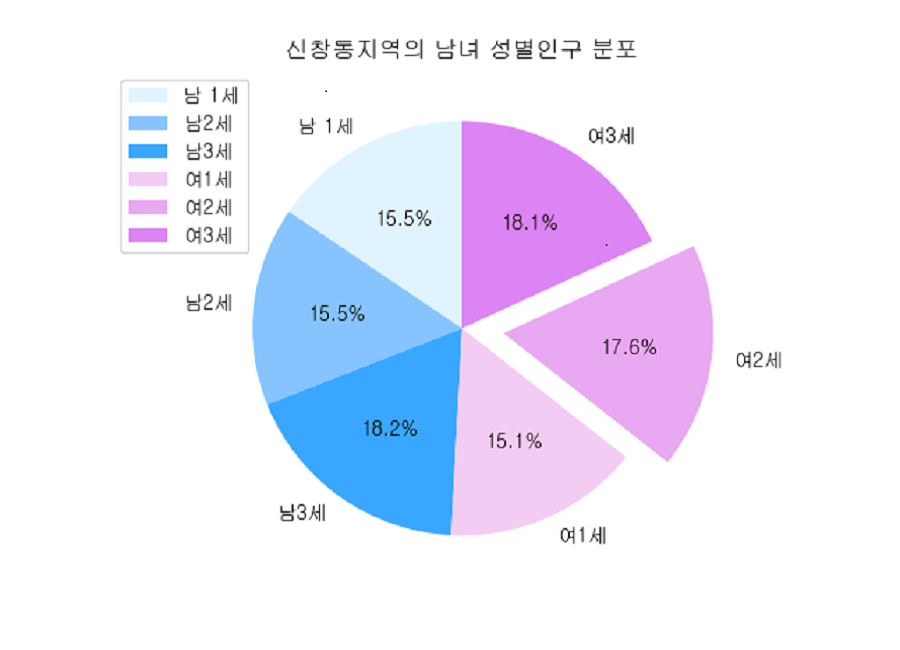 신창동지역의 남녀 성별인구 분포
남 1세
남2세
남3세
여1세
여2세
여3세
남 1세
여3세
15.5%
18.1%
남2세
15.5%
17.6%
여2세
18.2%
15.1%
남3세
여1세